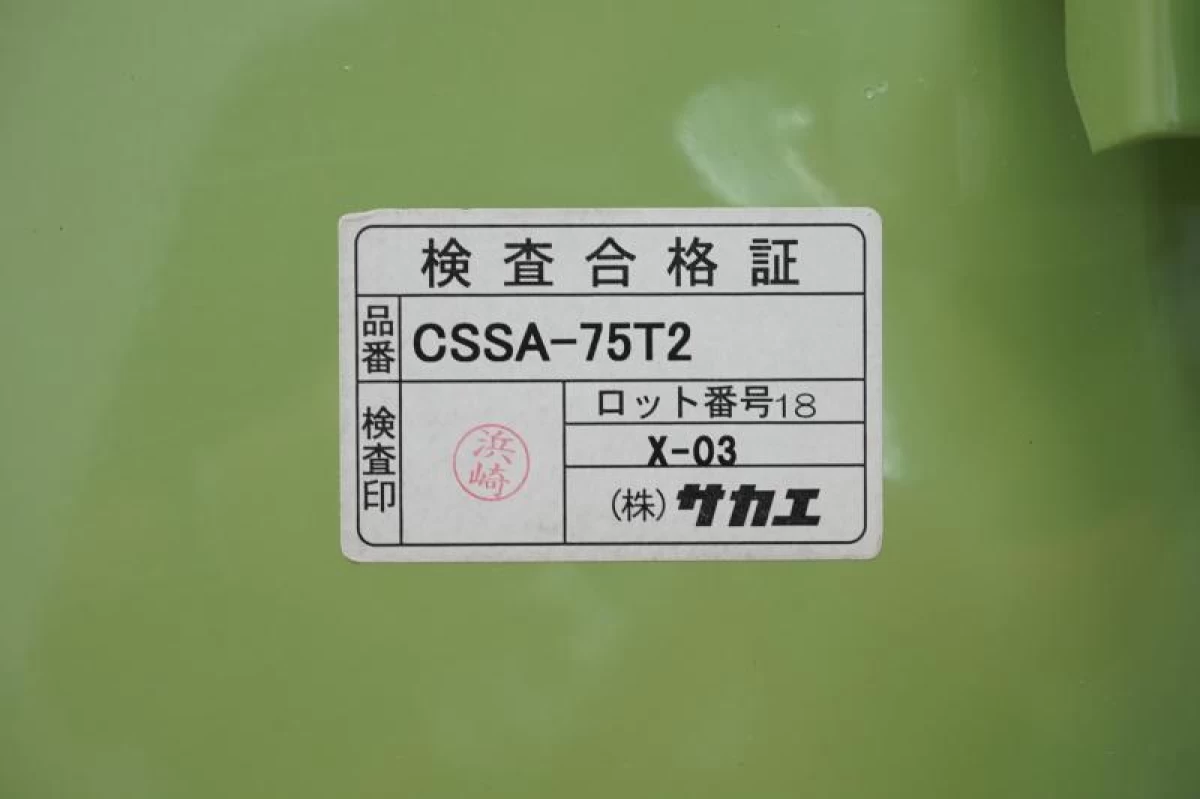 検査合格証
品番
CSSA-75T2
検査印
浜崎
ロット番号18
X-03
(株)サカエ